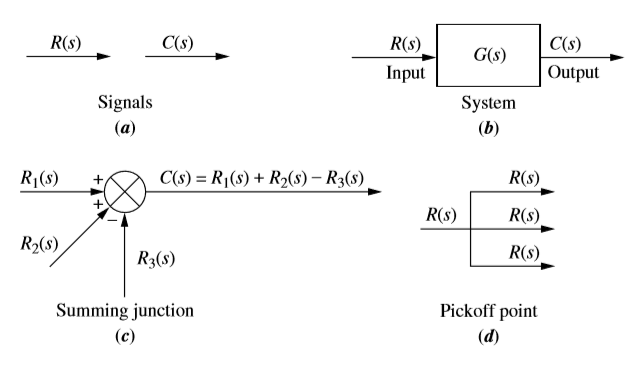 R(s) C(s)
Signals
(a)
R(s)
Input
G(s)
C(s)
Output
System
(b)
R₁(s)
+
+
−
C(s) = R₁(s) + R₂(s) − R₃(s)
R₂(s)
R₃(s)
Summing junction
(c)
R(s)
R(s)
R(s)
R(s)
Pickoff point
(d)